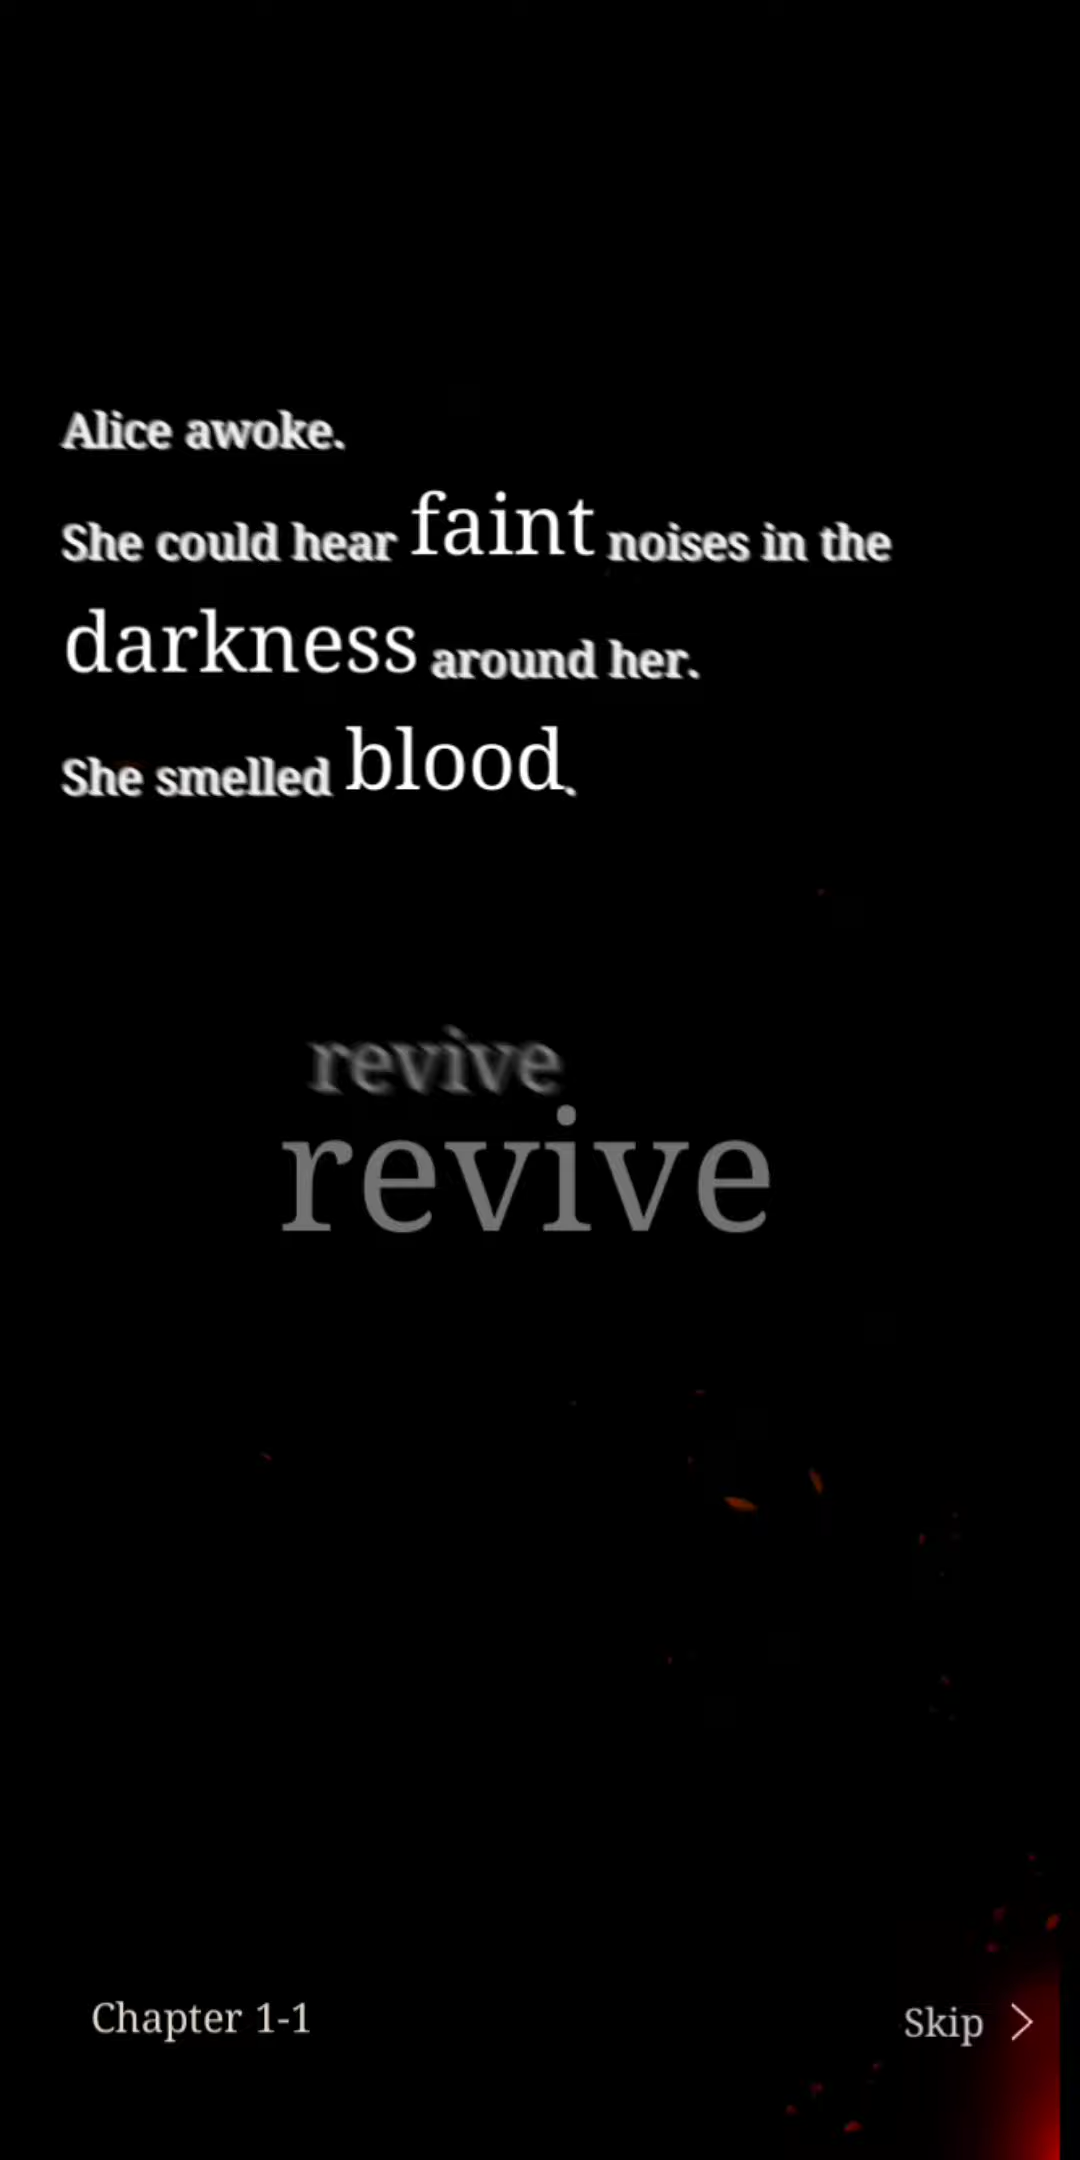 Alice awoke.
She could hear faint noises in the
darkness around her.
She smelled blood.
revive
revive
Chapter 1-1
Skip